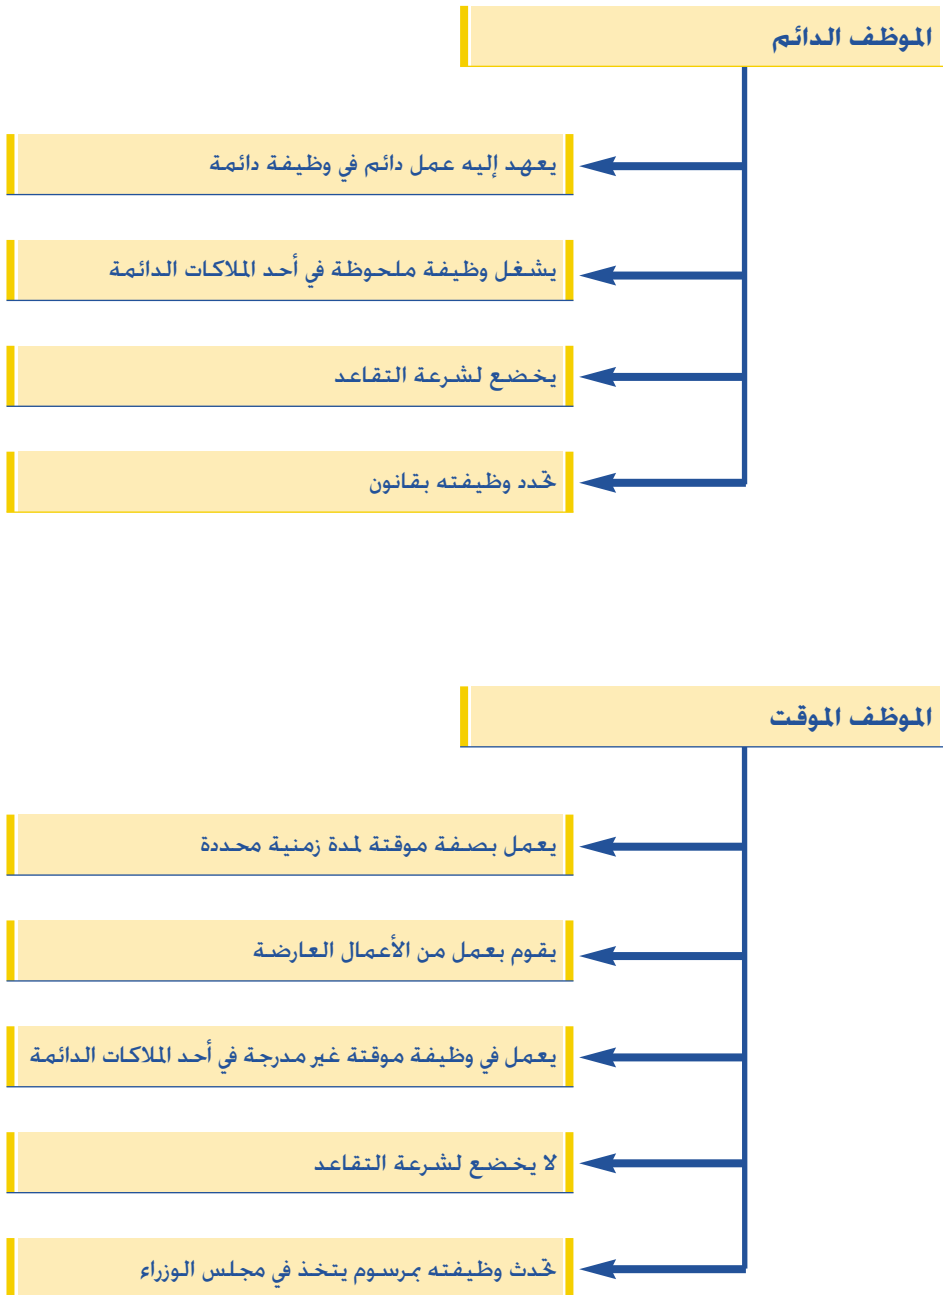 الموظف الدائم
يعهد إليه عمل دائم في وظيفة دائمة
يشغل وظيفة ملحوظة في أحد الملاكات الدائمة
يخضع لشرعة التقاعد
تحدد وظيفته بقانون
الموظف الموقت
يعمل بصفة موقتة لمدة زمنية محددة
يقوم بعمل من الأعمال العارضة
يعمل في وظيفة موقتة غير مدرجة في أحد الملاكات الدائمة
لا يخضع لشرعة التقاعد
تحدث وظيفته بمرسوم يتخذ في مجلس الوزراء